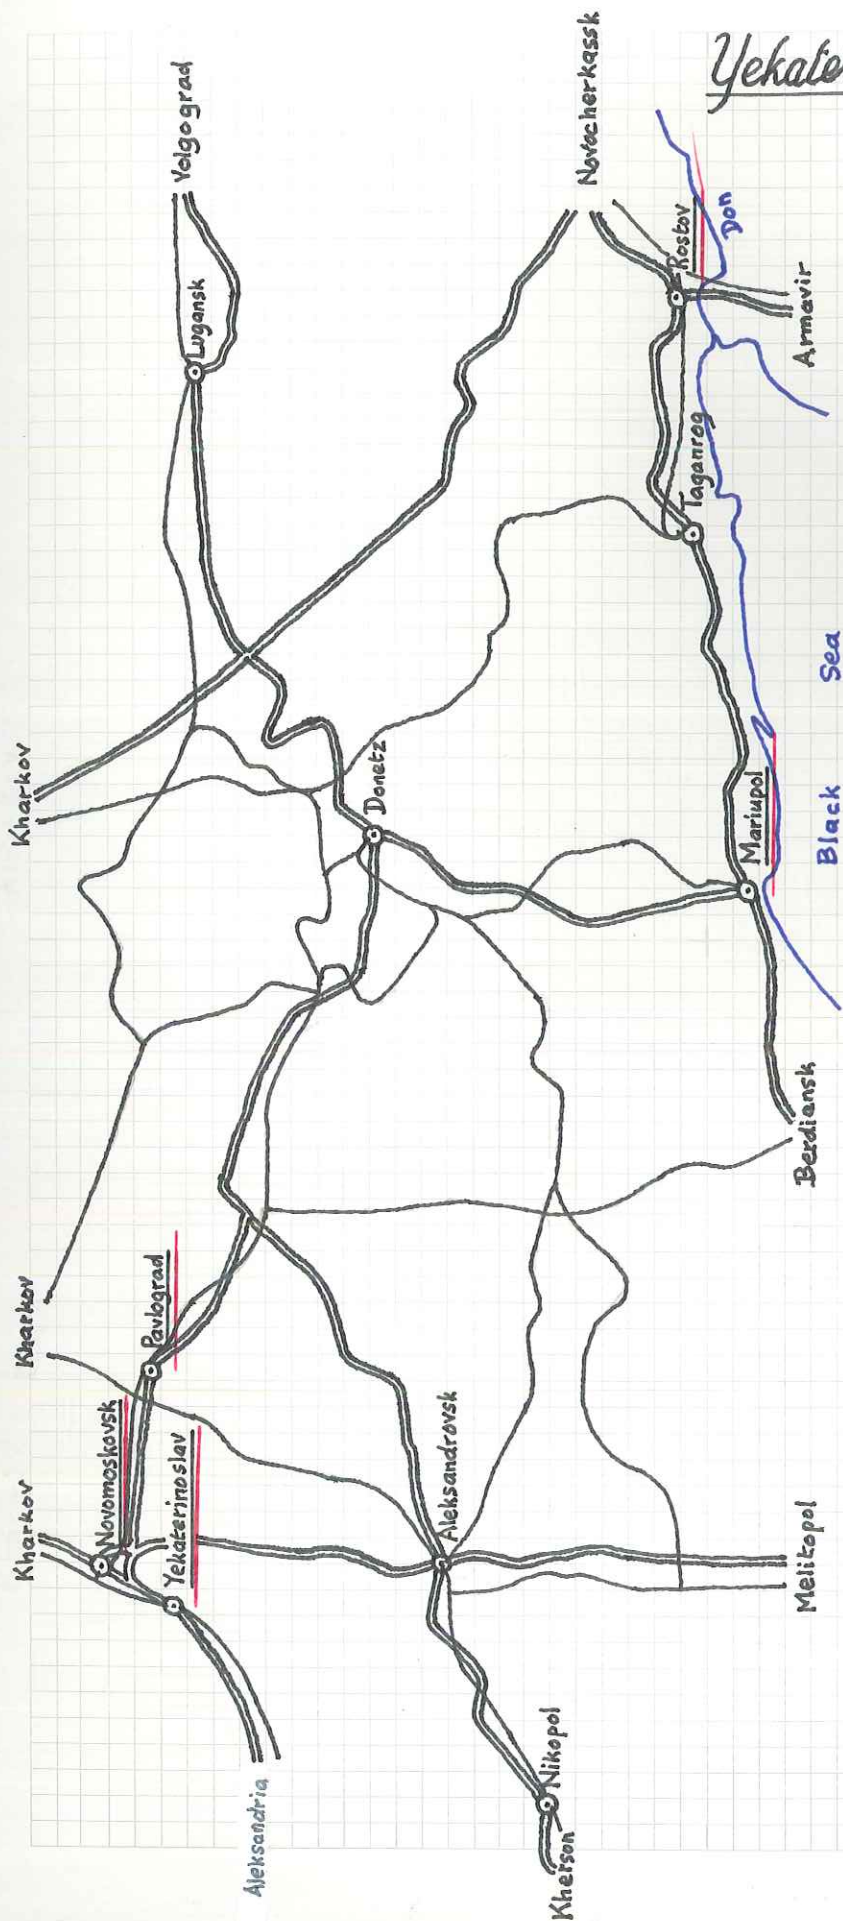 Yekate
Kharkov
Kharkov
Kharkov
Volgograd
Novomoskovsk
Pavlograd
Yekaterinoslav
Lugansk
Aleksandria
Donetz
Aleksandrovsk
Novocherkassk
Nikopol
Kherson
Rostov
Taganrog
Don
Mariupol
Melitopol
Berdiansk
Armavir
Black Sea